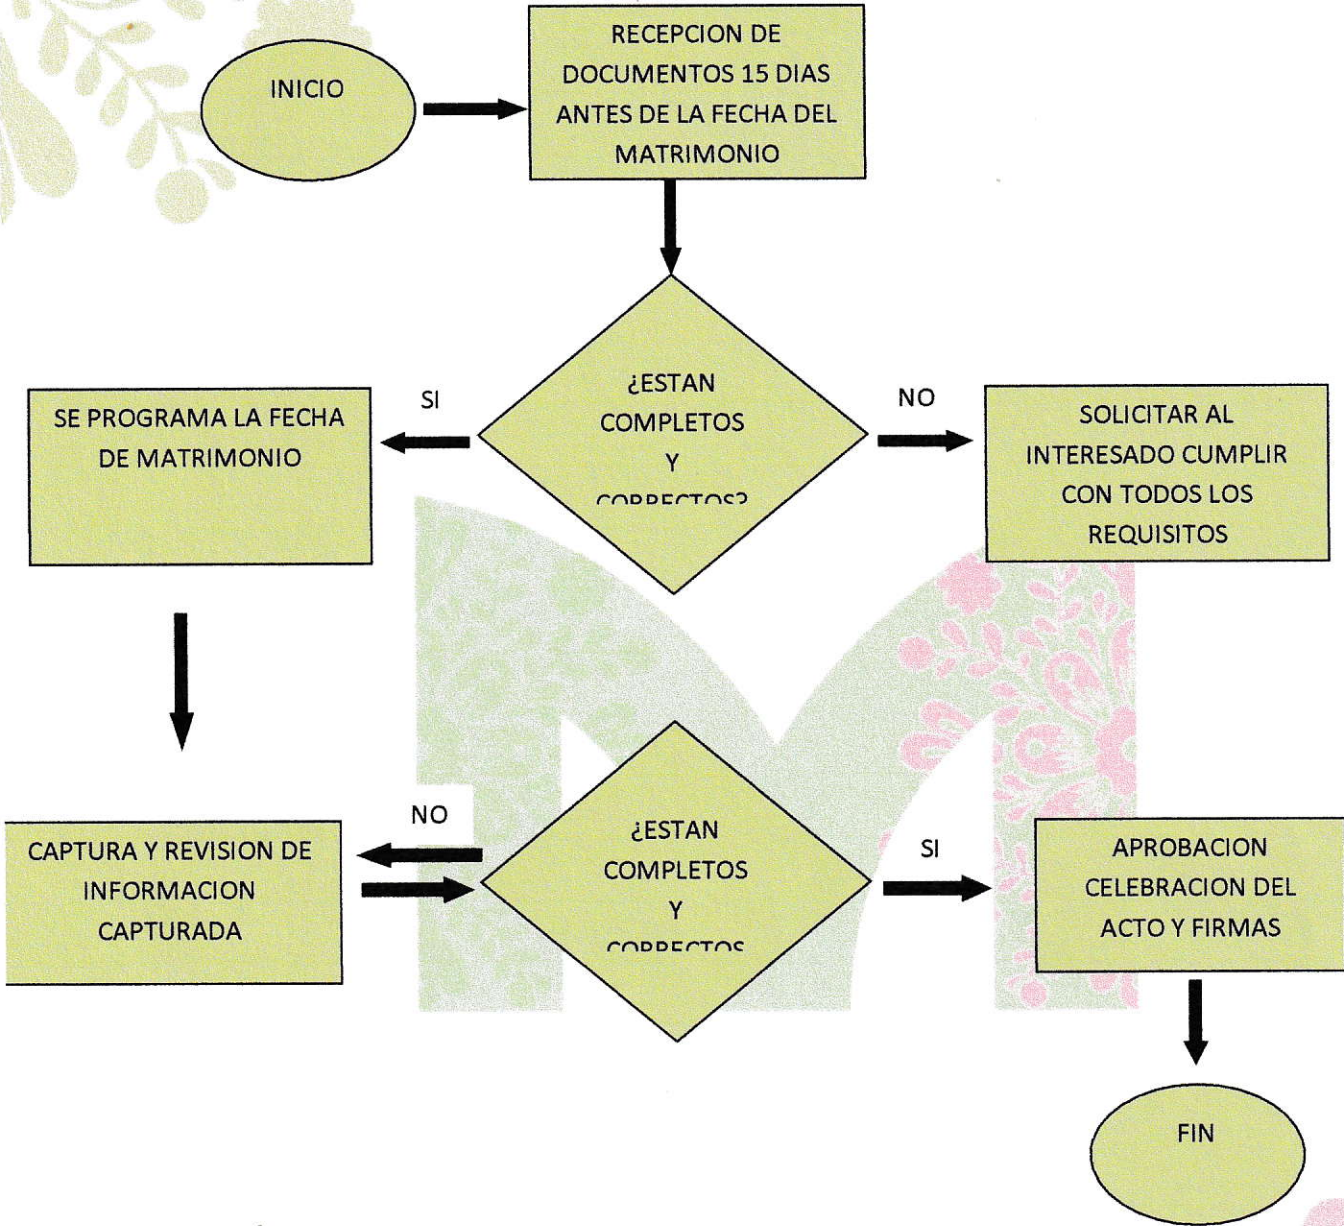 INICIO
RECEPCION DE
DOCUMENTOS 15 DIAS
ANTES DE LA FECHA DEL
MATRIMONIO
¿ESTAN
COMPLETOS
Y
CORRECTOS?
SI
NO
SE PROGRAMA LA FECHA
DE MATRIMONIO
SOLICITAR AL
INTERESADO CUMPLIR
CON TODOS LOS
REQUISITOS
CAPTURA Y REVISION DE
INFORMACION
CAPTURADA
NO
¿ESTAN
COMPLETOS
Y
CORRECTOS
SI
APROBACION
CELEBRACION DEL
ACTO Y FIRMAS
FIN